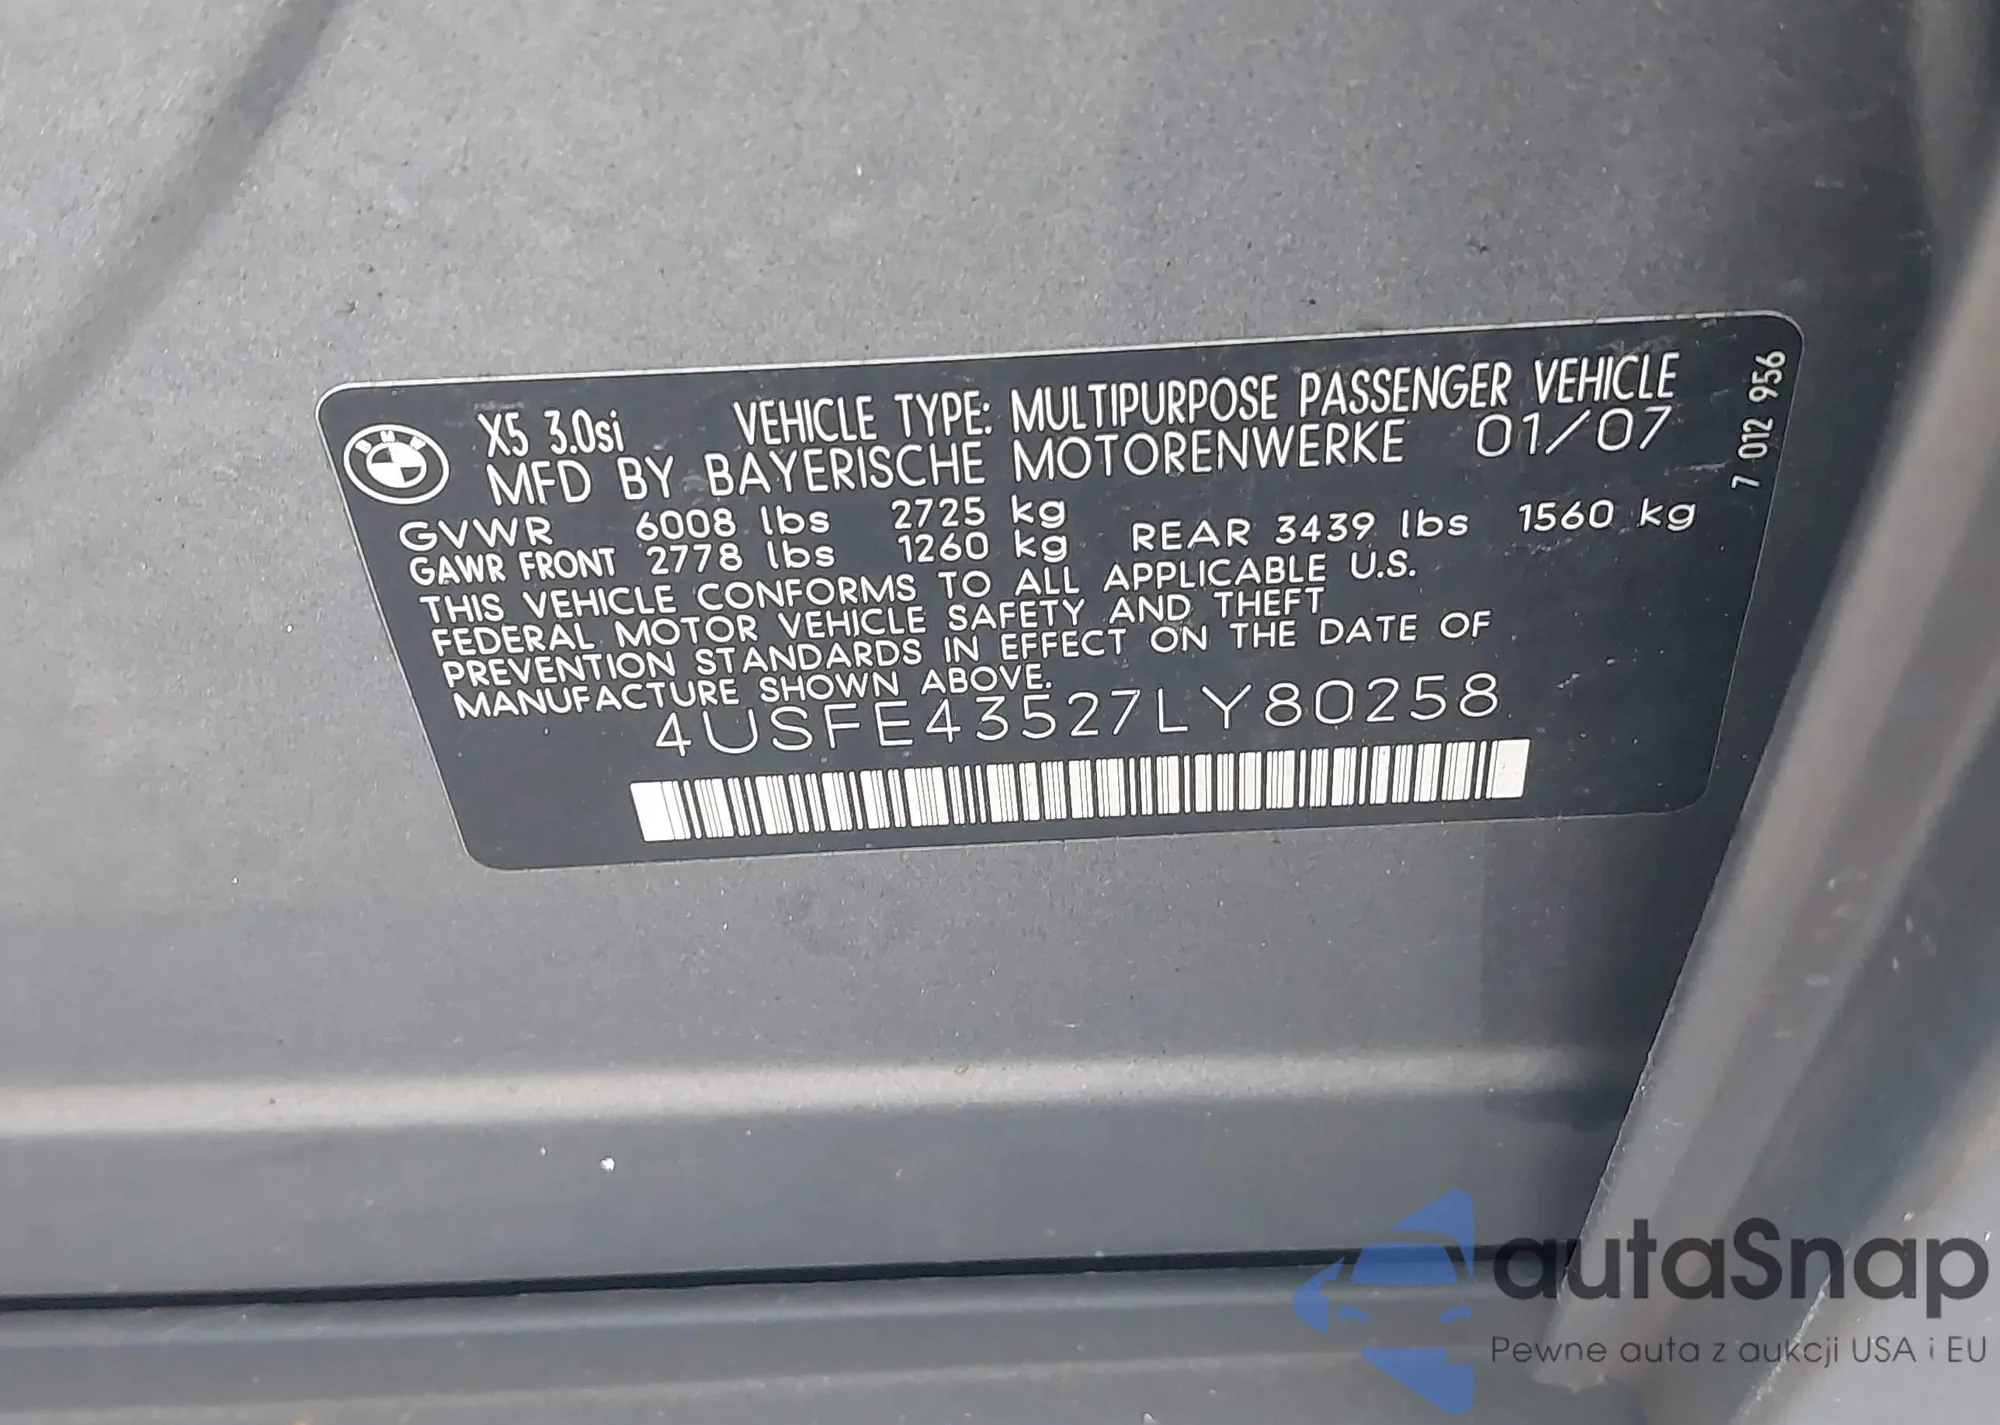 X5 3.0si VEHICLE TYPE: MULTIPURPOSE PASSENGER VEHICLE
MFD BY BAYERISCHE MOTORENWERKE 01/07
GVWR 6008 lbs 2725 kg
GAWR FRONT 2778 lbs 1260 kg REAR 3439 lbs 1560 kg
THIS VEHICLE CONFORMS TO ALL APPLICABLE U.S.
FEDERAL MOTOR VEHICLE SAFETY AND THEFT
PREVENTION STANDARDS IN EFFECT ON THE DATE OF
MANUFACTURE SHOWN ABOVE.
4USFE43527LY80258
7 012 956
BMW
autaSnap
Pewne auta z aukcji USA i EU